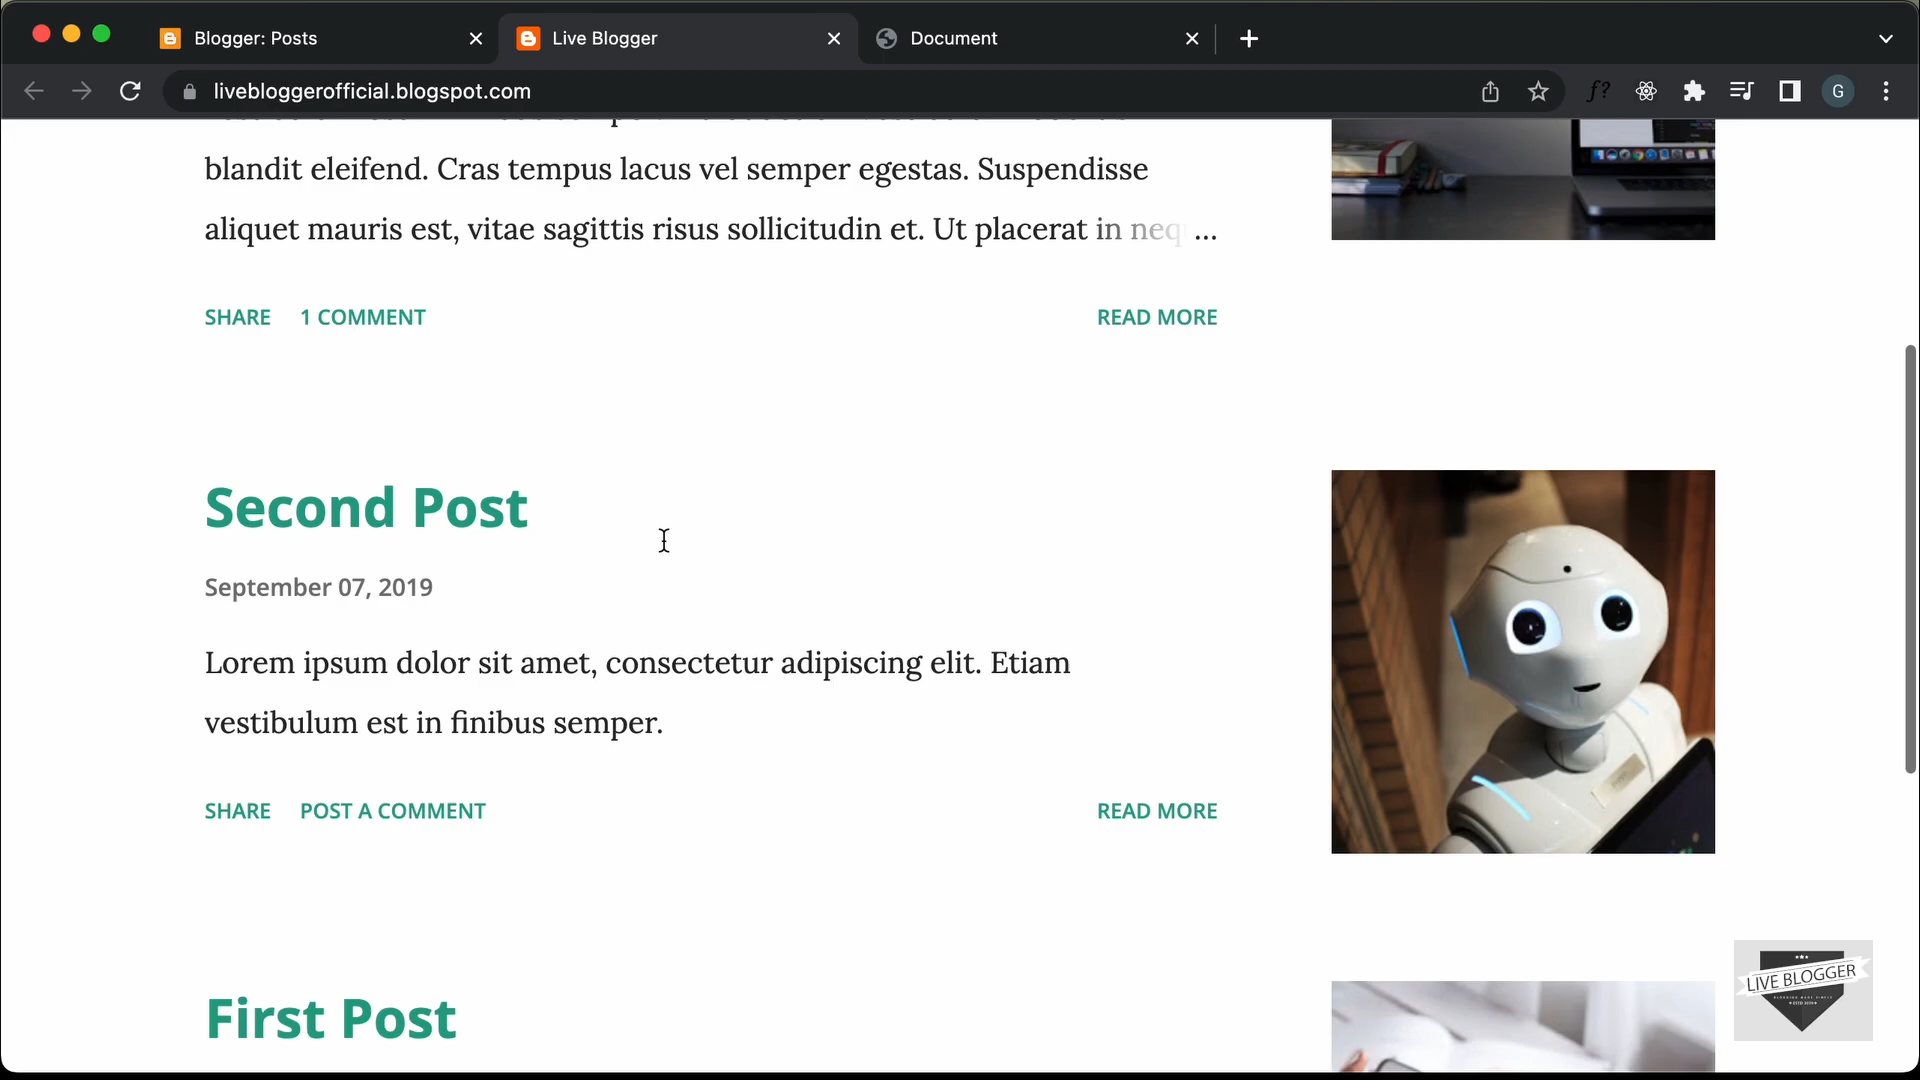 Blogger: Posts
Live Blogger
Document
livebloggerofficial.blogspot.com
f?
G
blandit eleifend. Cras tempus lacus vel semper egestas. Suspendisse
aliquet mauris est, vitae sagittis risus sollicitudin et. Ut placerat in neq ...
SHARE
1 COMMENT
READ MORE
Second Post
September 07, 2019
Lorem ipsum dolor sit amet, consectetur adipiscing elit. Etiam
vestibulum est in finibus semper.
SHARE
POST A COMMENT
READ MORE
First Post
LIVE BLOGGER
BLOGGING MADE SIMPLE